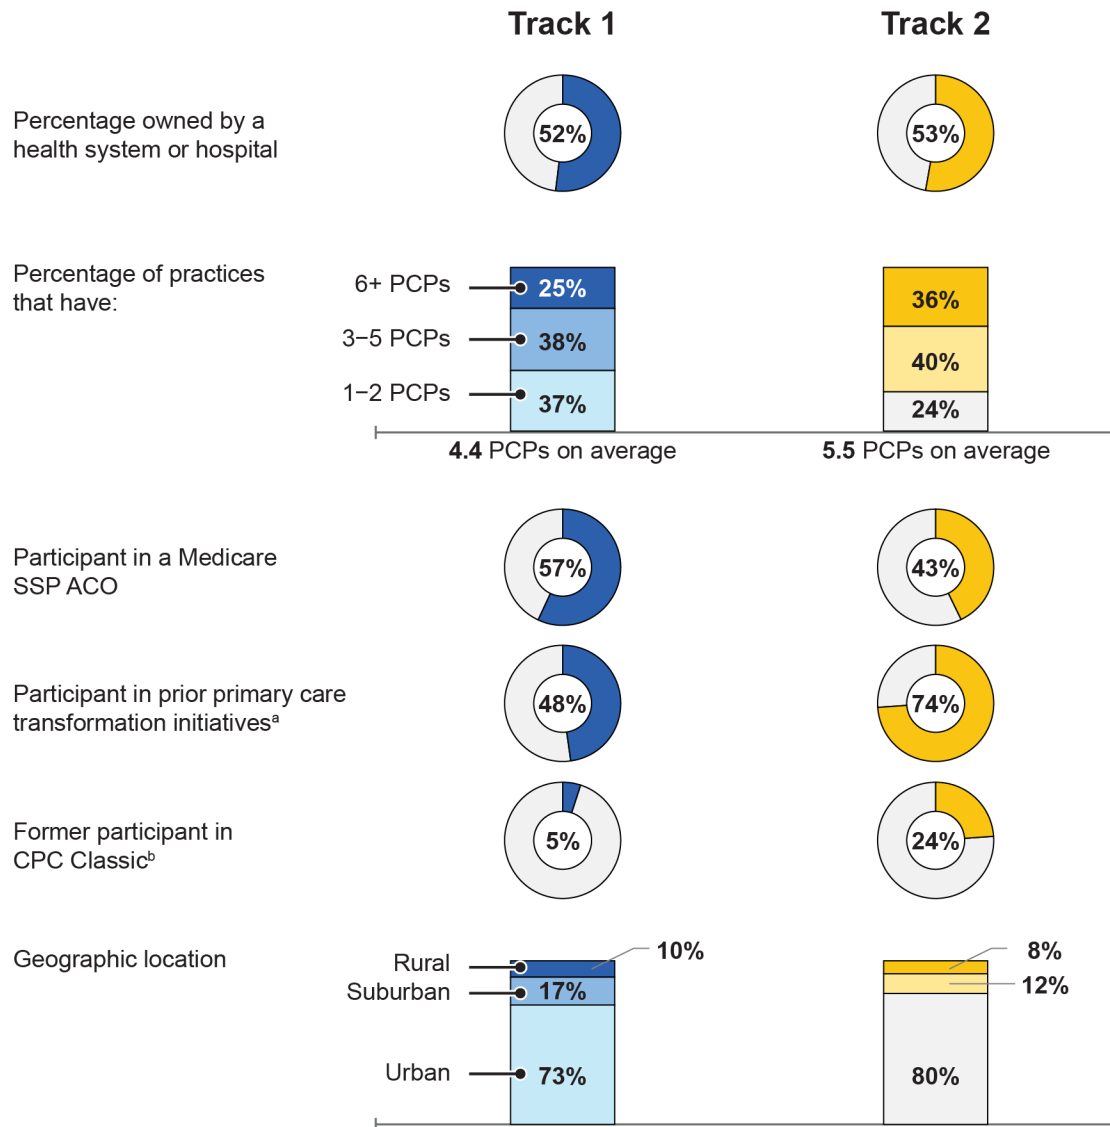 Track 1
Track 2
Percentage owned by a
health system or hospital
52%
53%
Percentage of practices
that have:
6+ PCPs
25%
36%
3–5 PCPs
38%
40%
1–2 PCPs
37%
24%
4.4 PCPs on average
5.5 PCPs on average
Participant in a Medicare
SSP ACO
57%
43%
Participant in prior primary care
transformation initiativesᵃ
48%
74%
Former participant in
CPC Classicᵇ
5%
24%
Geographic location
Rural
10%
8%
Suburban
17%
12%
Urban
73%
80%